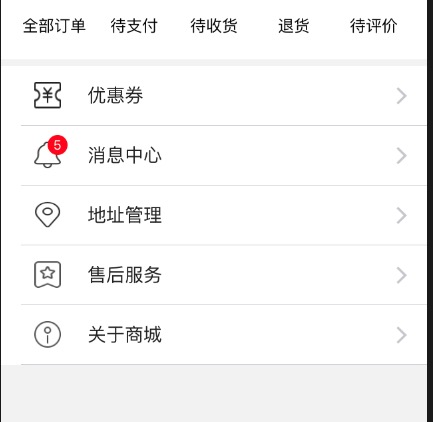 全部订单 待支付 待收货 退货 待评价
¥ 优惠券
5 消息中心
地址管理
售后服务
关于商城